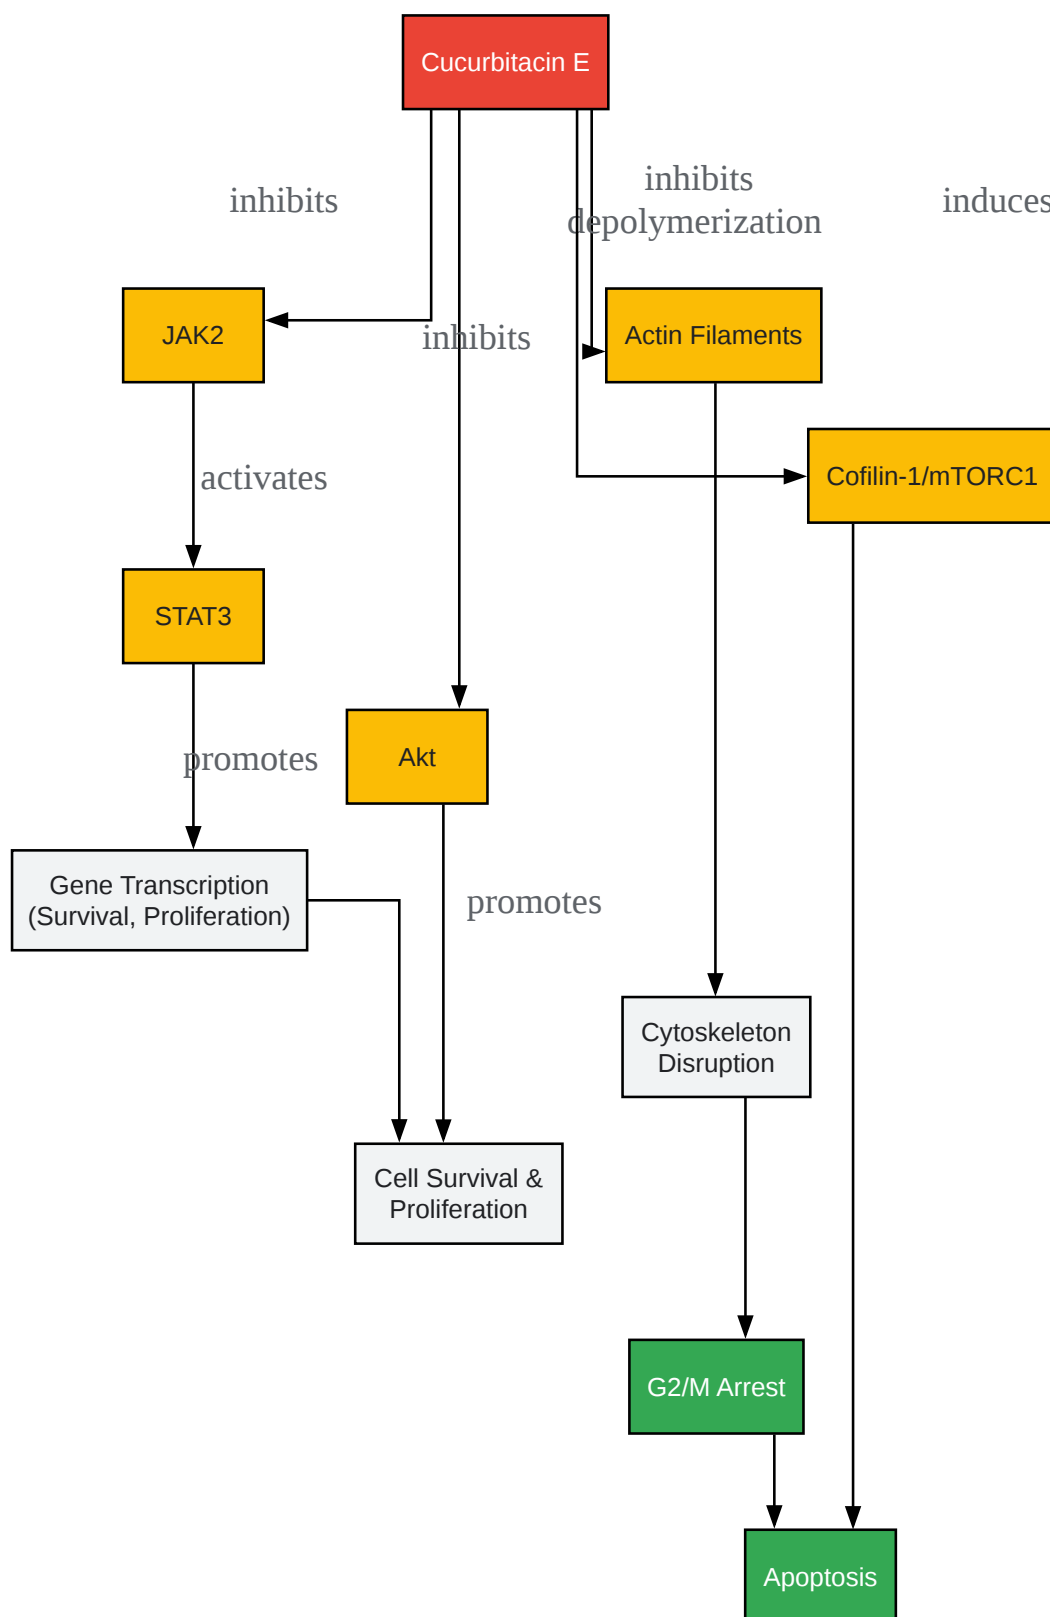 Cucurbitacin E
inhibits
inhibits
depolymerization
induces
JAK2
inhibits
Actin Filaments
activates
Cofilin-1/mTORC1
STAT3
promotes
Akt
Gene Transcription
(Survival, Proliferation)
promotes
Cytoskeleton
Disruption
Cell Survival &
Proliferation
G2/M Arrest
Apoptosis